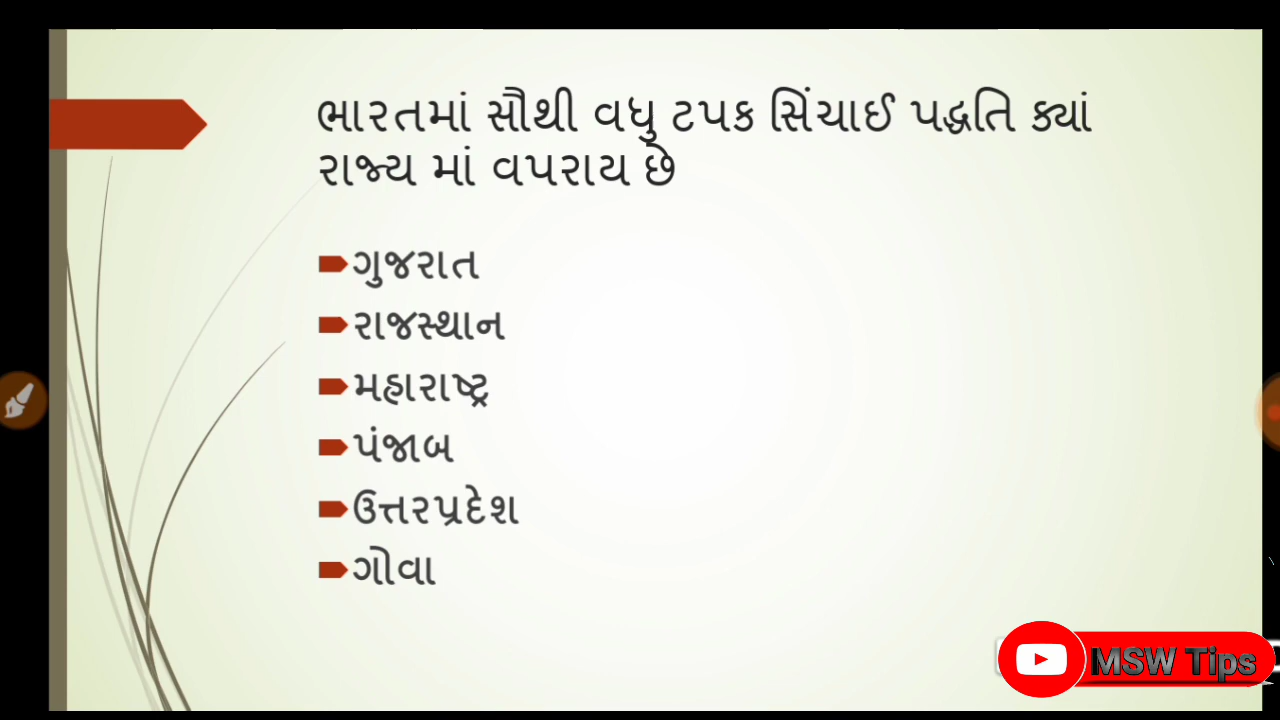 ભારતમાં સૌથી વધુ ટપક સિંચાઈ પદ્ધતિ ક્યાં
રાજ્ય માં વપરાય છે
ગુજરાત
રાજસ્થાન
મહારાષ્ટ્ર
પંજાબ
ઉત્તરપ્રદેશ
ગોવા
MSW Tips